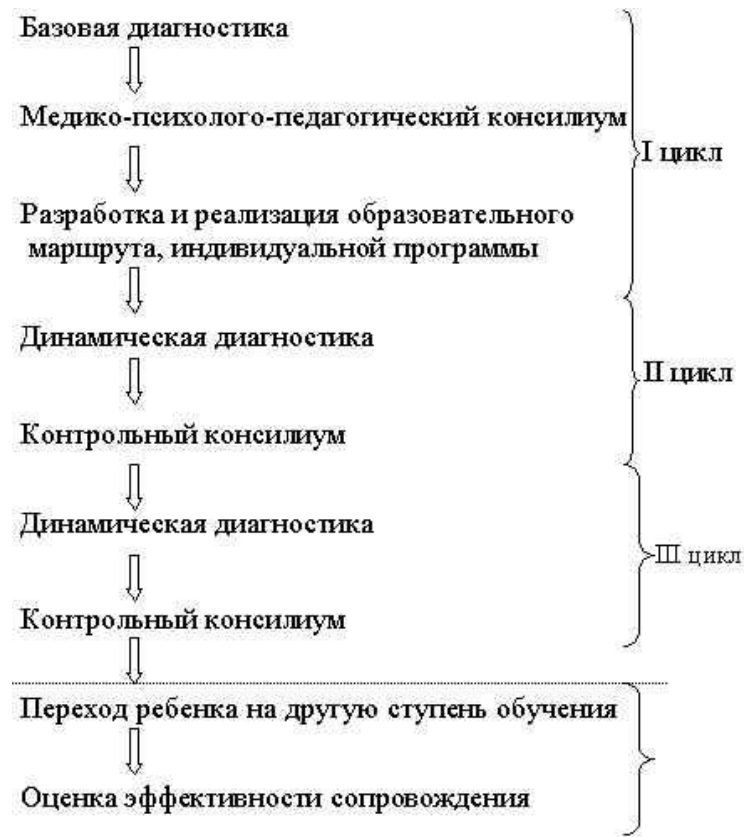 Базовая диагностика
Медико-психолого-педагогический консилиум
I цикл
Разработка и реализация образовательного
маршрута, индивидуальной программы
Динамическая диагностика
II цикл
Контрольный консилиум
Динамическая диагностика
III цикл
Контрольный консилиум
Переход ребенка на другую ступень обучения
Оценка эффективности сопровождения